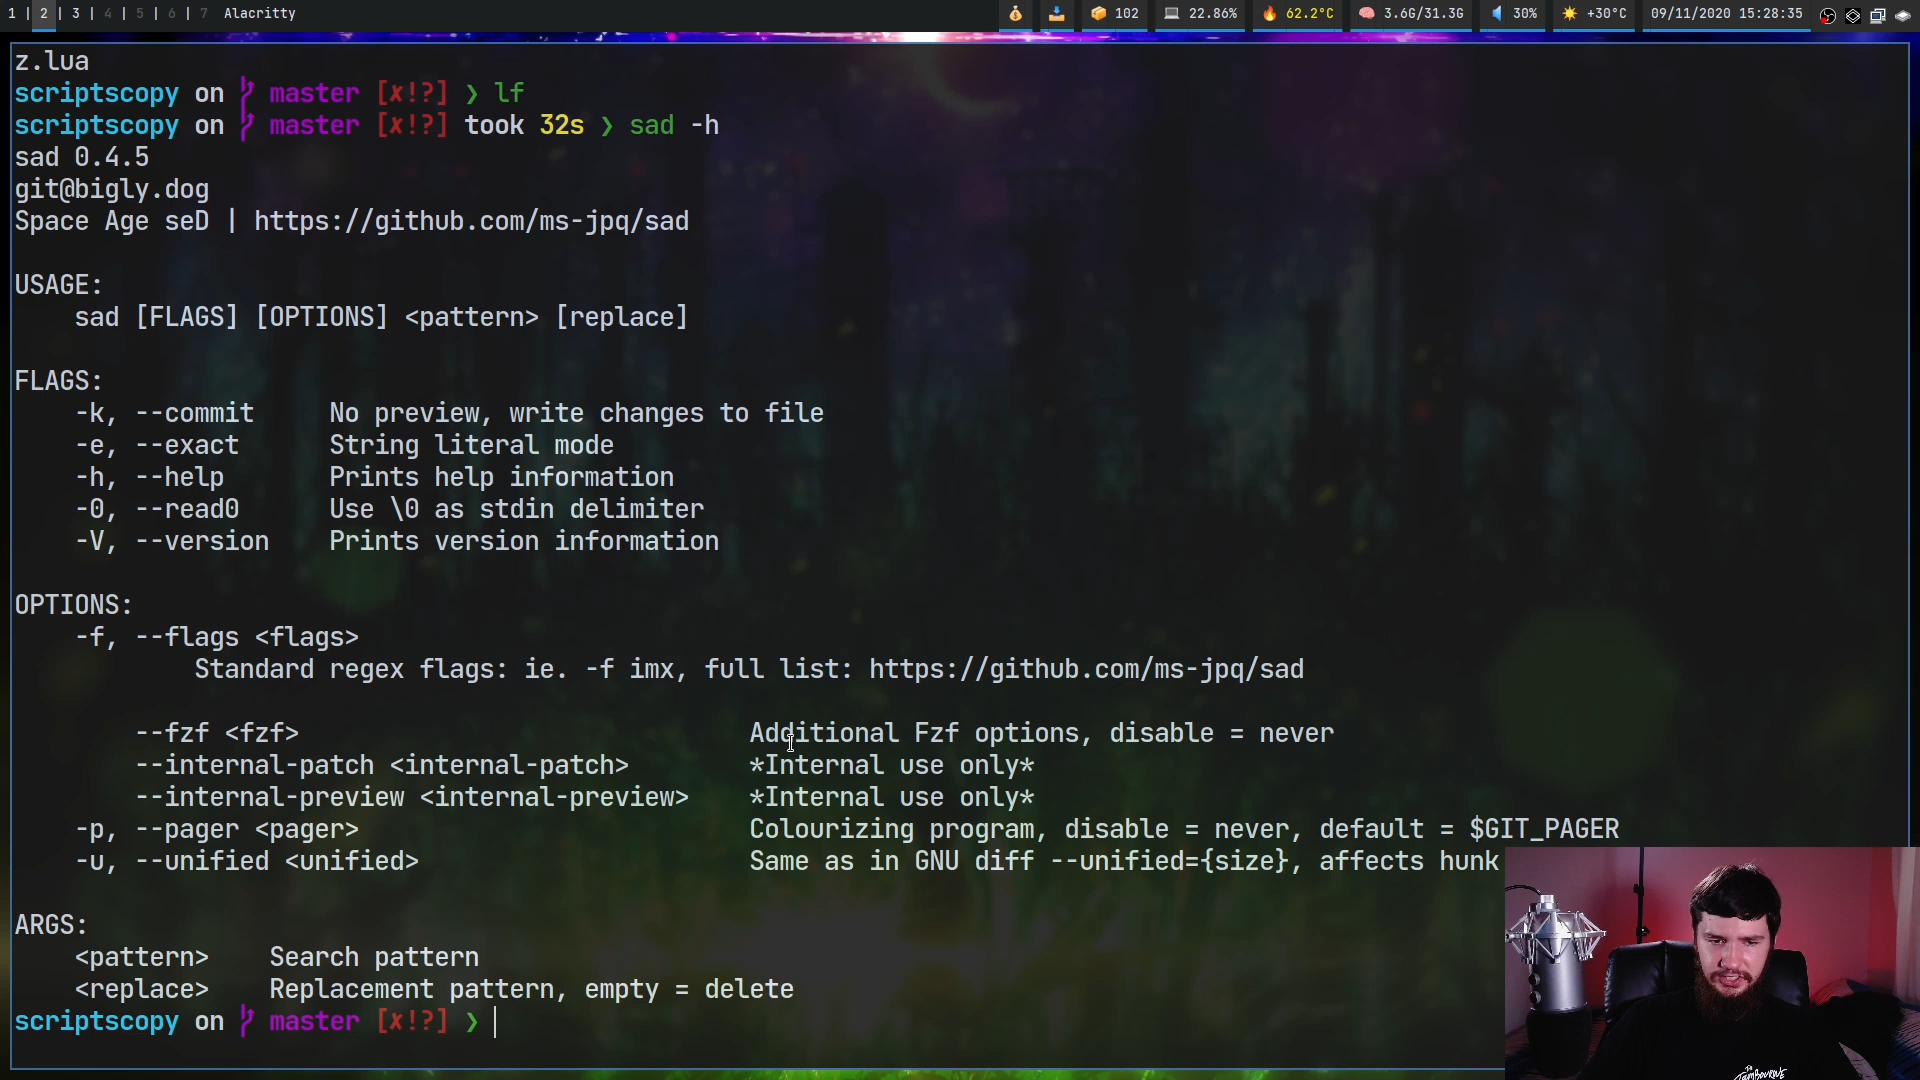 1 | 2 | 3 | 4 | 5 | 6 | 7 Alacritty 102 22.86% 62.2°C 3.6G/31.3G 30% +30°C 09/11/2020 15:28:35
z.lua
scriptscopy on master [✗!?] ❯ lf
scriptscopy on master [✗!?] took 32s ❯ sad -h
sad 0.4.5
git@bigly.dog
Space Age seD | https://github.com/ms-jpq/sad
USAGE:
sad [FLAGS] [OPTIONS] <pattern> [replace]
FLAGS:
-k, --commit No preview, write changes to file
-e, --exact String literal mode
-h, --help Prints help information
-0, --read0 Use \0 as stdin delimiter
-V, --version Prints version information
OPTIONS:
-f, --flags <flags>
Standard regex flags: ie. -f imx, full list: https://github.com/ms-jpq/sad
--fzf <fzf> Additional Fzf options, disable = never
--internal-patch <internal-patch> *Internal use only*
--internal-preview <internal-preview> *Internal use only*
-p, --pager <pager> Colourizing program, disable = never, default = $GIT_PAGER
-u, --unified <unified> Same as in GNU diff --unified={size}, affects hunk
ARGS:
<pattern> Search pattern
<replace> Replacement pattern, empty = delete
scriptscopy on master [✗!?] ❯